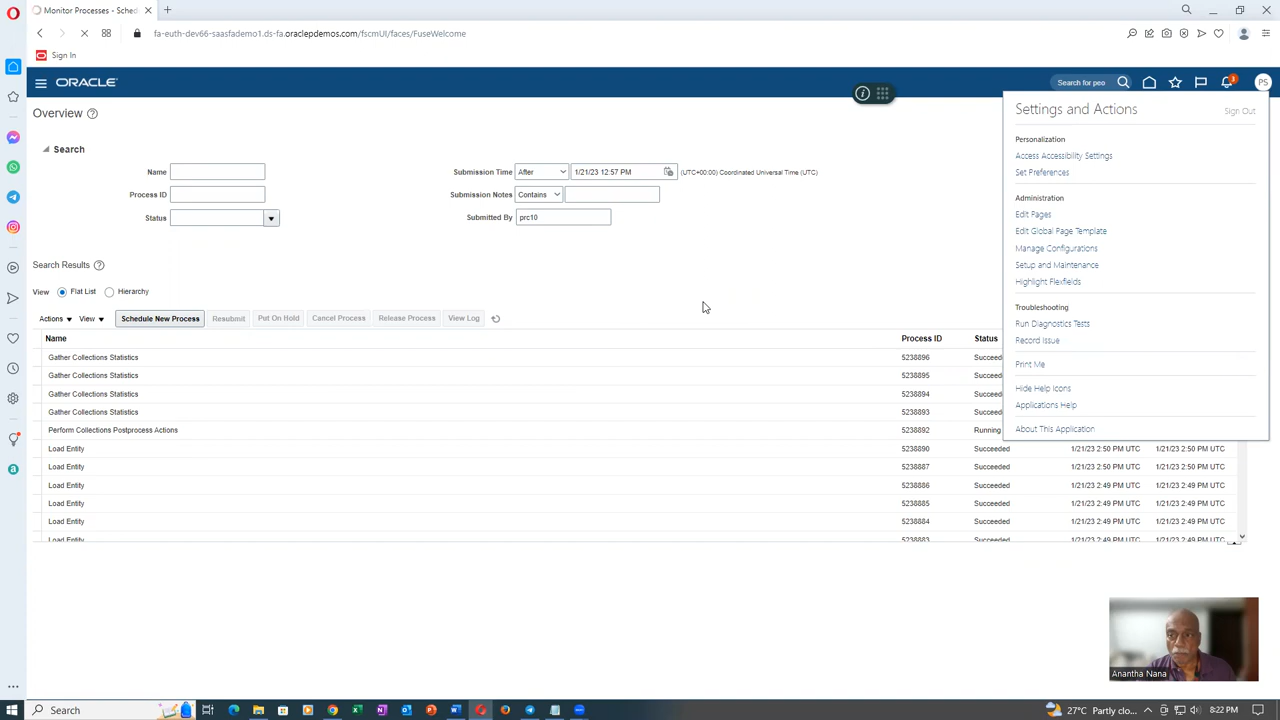 Monitor Processes - Sched
fa-euth-dev66-saasfademo1.ds-fa.oraclepdemos.com/fscmUI/faces/FuseWelcome
Sign In
ORACLE
Search for peo
3
PS
Overview
Settings and Actions
Sign Out
Search
Personalization
Name
Submission Time
After
1/21/23 12:57 PM
(UTC+00:00) Coordinated Universal Time (UTC)
Access Accessibility Settings
Set Preferences
Process ID
Submission Notes
Contains
Administration
Status
Submitted By
prc10
Edit Pages
Edit Global Page Template
Manage Configurations
Search Results
Setup and Maintenance
View
Flat List
Hierarchy
Highlight Flexfields
Troubleshooting
Actions
View
Schedule New Process
Resubmit
Put On Hold
Cancel Process
Release Process
View Log
Run Diagnostics Tests
Name
Process ID
Status
Record Issue
Gather Collections Statistics
5238896
Succeed
Print Me
Gather Collections Statistics
5238895
Succeed
Gather Collections Statistics
5238894
Succeed
Hide Help Icons
Gather Collections Statistics
5238893
Succeed
Applications Help
Perform Collections Postprocess Actions
5238892
Running
About This Application
Load Entity
5238890
Succeeded
1/21/23 2:50 PM UTC
1/21/23 2:50 PM UTC
Load Entity
5238887
Succeeded
1/21/23 2:50 PM UTC
1/21/23 2:50 PM UTC
Load Entity
5238886
Succeeded
1/21/23 2:49 PM UTC
1/21/23 2:49 PM UTC
Load Entity
5238885
Succeeded
1/21/23 2:49 PM UTC
1/21/23 2:49 PM UTC
Load Entity
5238884
Succeeded
1/21/23 2:49 PM UTC
1/21/23 2:49 PM UTC
Load Entity
5238883
Succeeded
1/21/23 2:49 PM UTC
1/21/23 2:49 PM UTC
Anantha Nana
Search
27°C
Partly clo...
8:22 PM